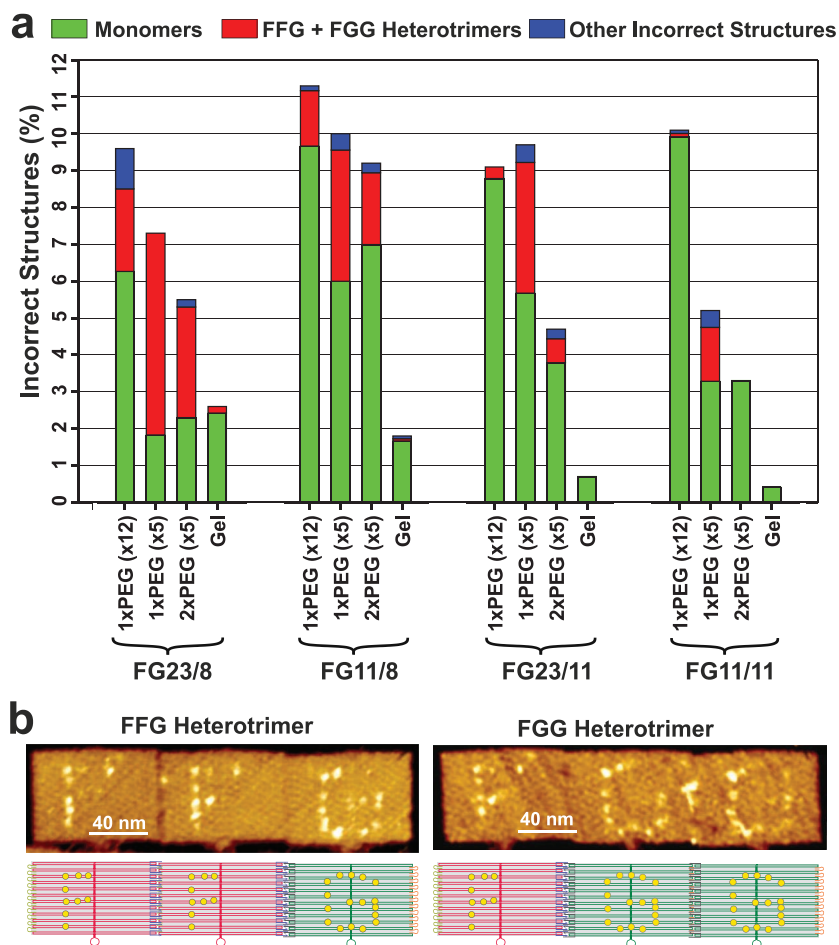 a
Monomers FFG + FGG Heterotrimers Other Incorrect Structures
Incorrect Structures (%)
12
11
10
9
8
7
6
5
4
3
2
1
0
1xPEG (x12) 1xPEG (x5) 2xPEG (x5) Gel 1xPEG (x12) 1xPEG (x5) 2xPEG (x5) Gel 1xPEG (x12) 1xPEG (x5) 2xPEG (x5) Gel 1xPEG (x12) 1xPEG (x5) 2xPEG (x5) Gel
FG23/8 FG11/8 FG23/11 FG11/11
b
FFG Heterotrimer FGG Heterotrimer
40 nm 40 nm